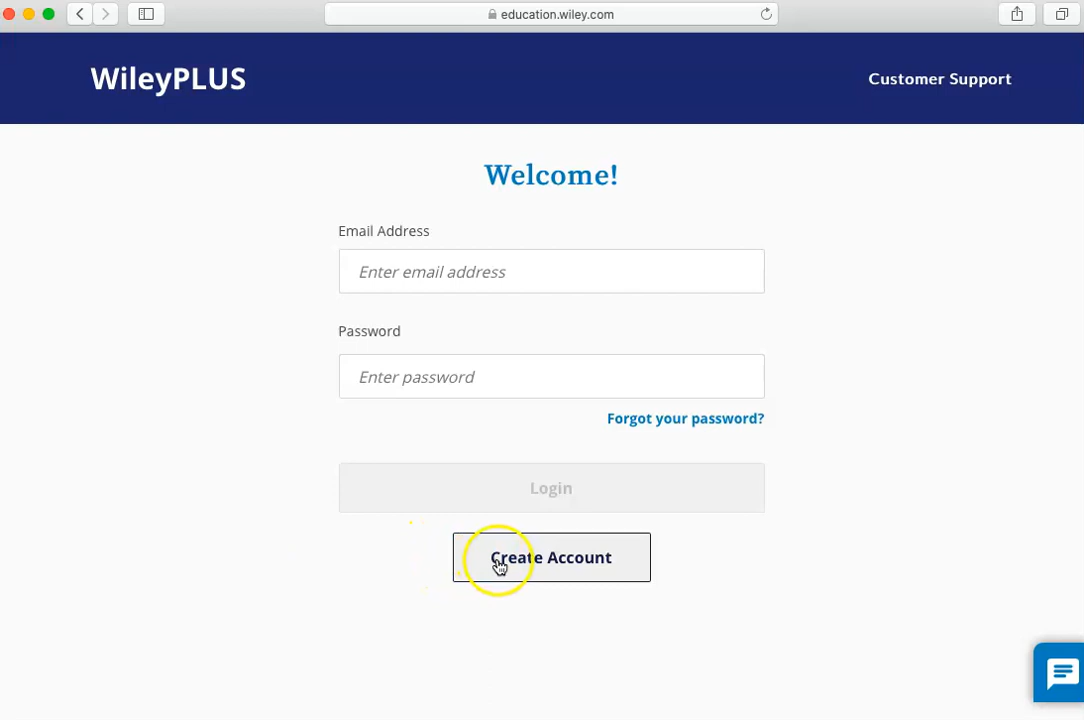 education.wiley.com
WileyPLUS
Customer Support
Welcome!
Email Address
Enter email address
Password
Enter password
Forgot your password?
Login
Create Account